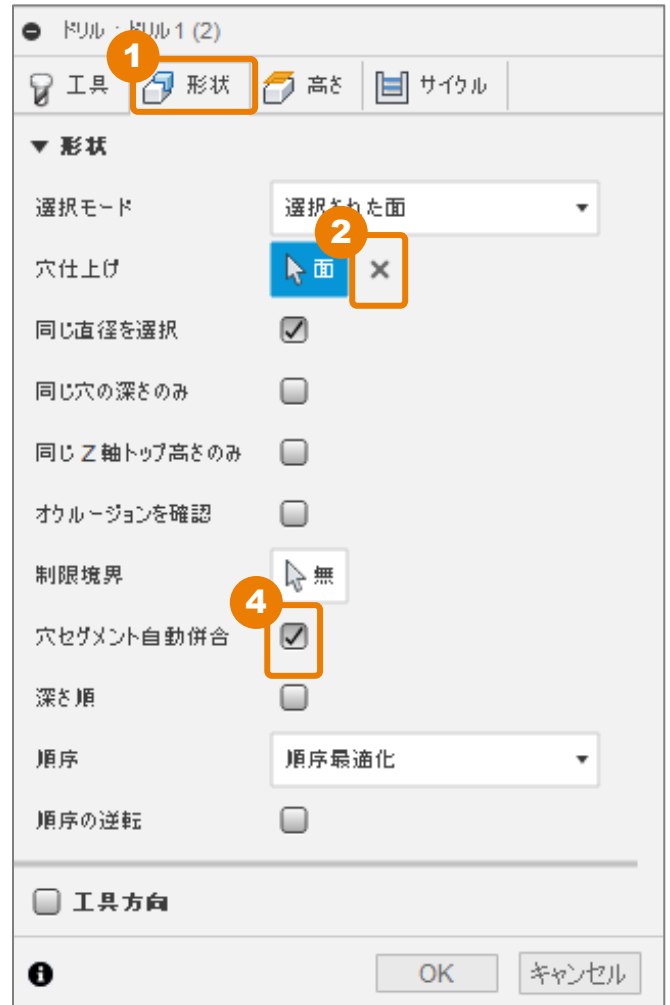 ドリル : ドリル 1 (2)
1
工具 形状 高さ サイクル
▼ 形状
選択モード 選択された面
2
穴仕上げ 面 ×
同じ直径を選択
同じ穴の深さのみ
同じ Z 軸トップ高さのみ
オクルージョンを確認
制限境界 無
4
穴セグメント自動併合
深さ順
順序 順序最適化
順序の逆転
工具方向
OK キャンセル